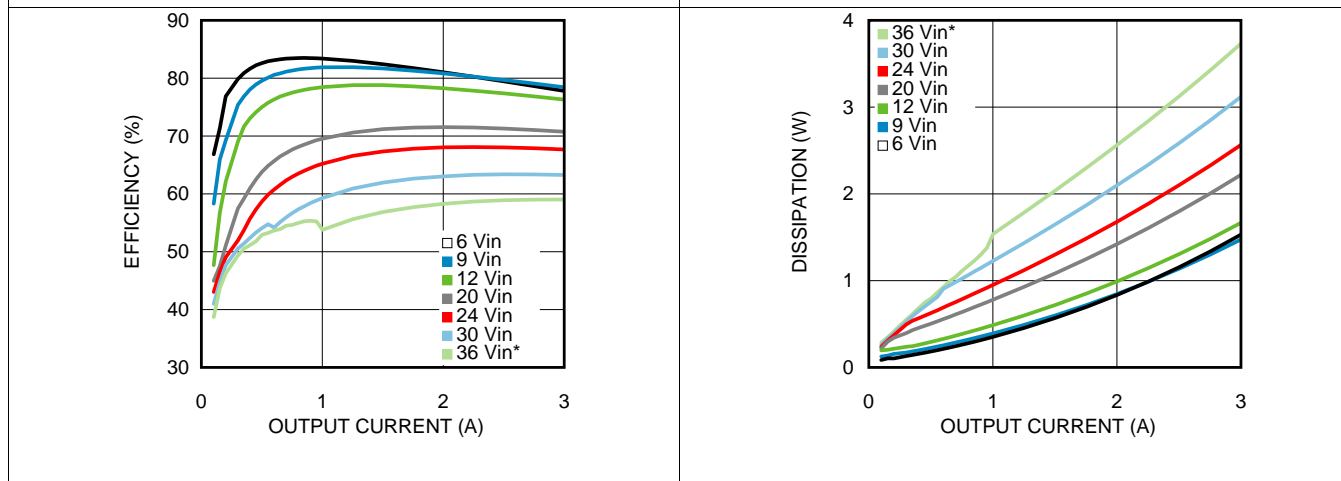 EFFICIENCY (%)
90
80
70
60
50
40
30
6 Vin
9 Vin
12 Vin
20 Vin
24 Vin
30 Vin
36 Vin*
0 1 2 3
OUTPUT CURRENT (A)
DISSIPATION (W)
4
3
2
1
0
36 Vin*
30 Vin
24 Vin
20 Vin
12 Vin
9 Vin
6 Vin
0 1 2 3
OUTPUT CURRENT (A)